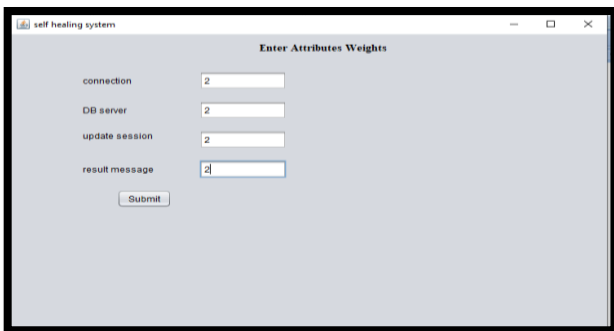 self healing system
Enter Attributes Weights
connection 2
DB server 2
update session 2
result message 2
Submit